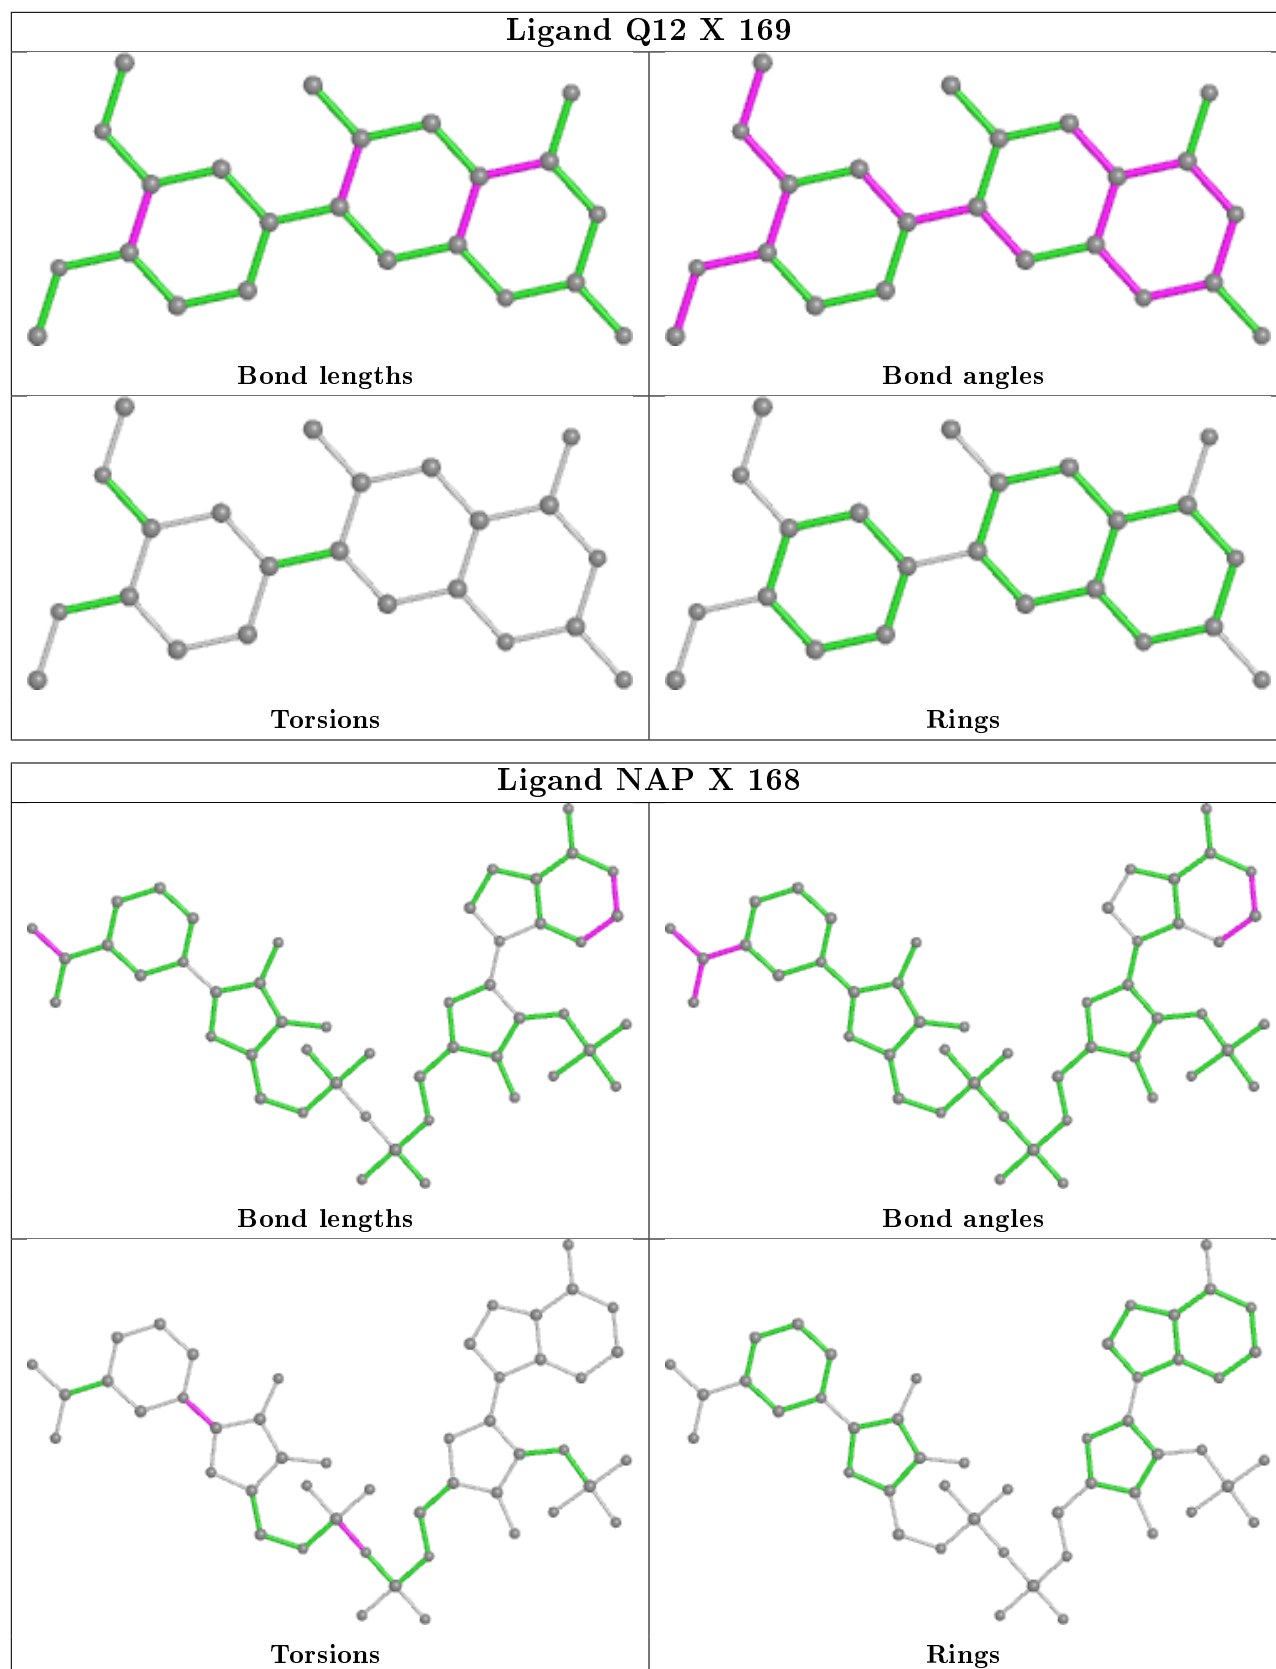 Ligand Q12 X 169
Bond lengths
Bond angles
Torsions
Rings
Ligand NAP X 168
Bond lengths
Bond angles
Torsions
Rings